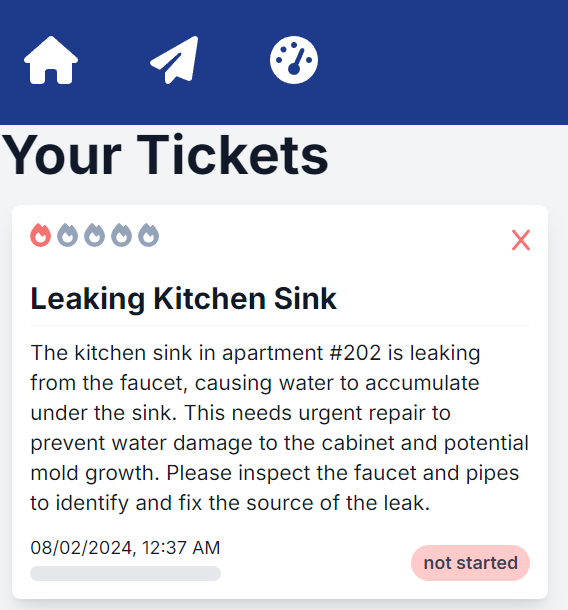 Your Tickets
Leaking Kitchen Sink
The kitchen sink in apartment #202 is leaking
from the faucet, causing water to accumulate
under the sink. This needs urgent repair to
prevent water damage to the cabinet and potential
mold growth. Please inspect the faucet and pipes
to identify and fix the source of the leak.
08/02/2024, 12:37 AM
not started